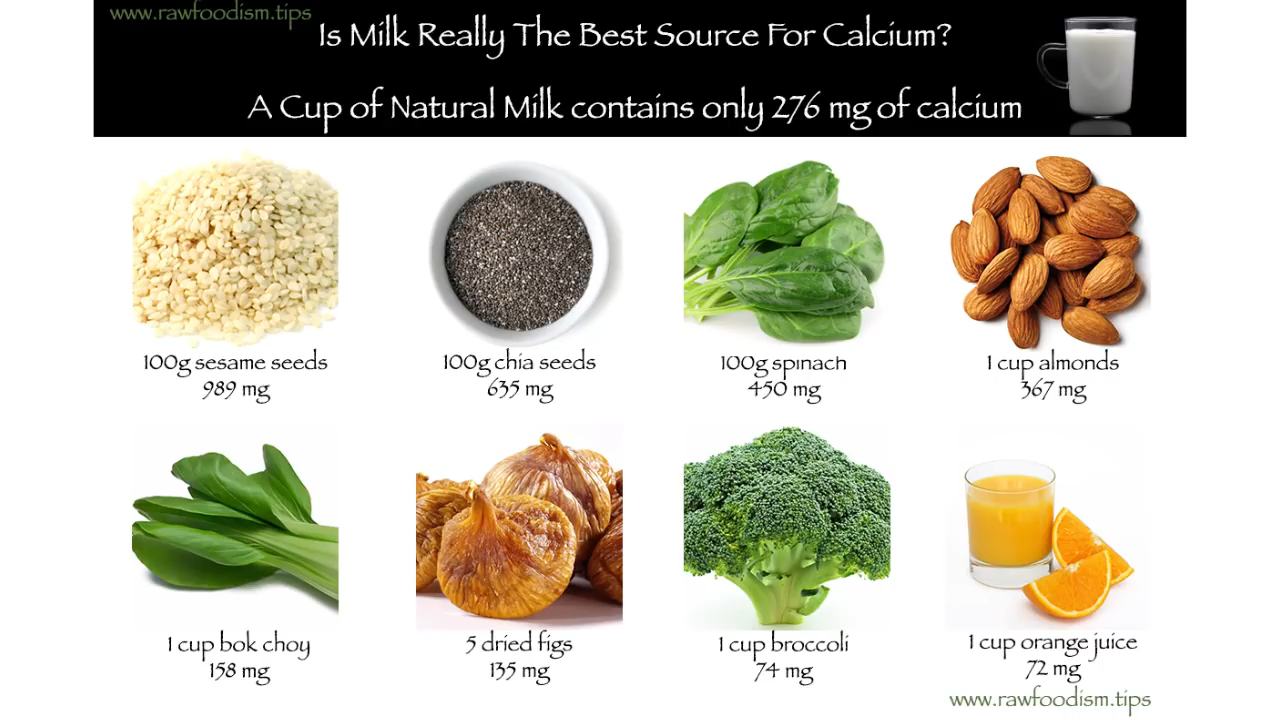 www.rawfoodism.tips
Is Milk Really The Best Source For Calcium?
A Cup of Natural Milk contains only 276 mg of calcium
100g sesame seeds
989 mg
100g chia seeds
635 mg
100g spinach
450 mg
1 cup almonds
367 mg
1 cup bok choy
158 mg
5 dried figs
135 mg
1 cup broccoli
74 mg
1 cup orange juice
72 mg
www.rawfoodism.tips